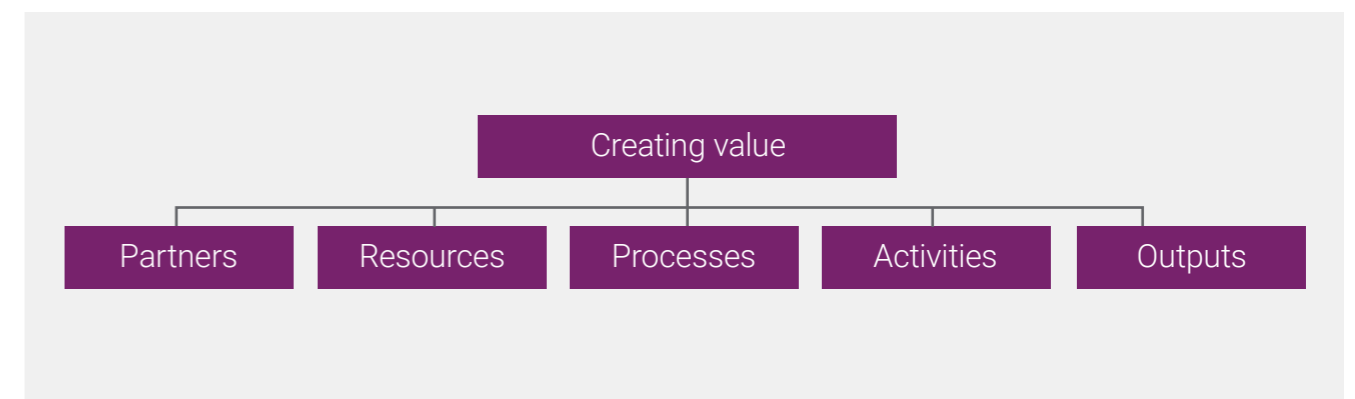 Creating value
Partners
Resources
Processes
Activities
Outputs